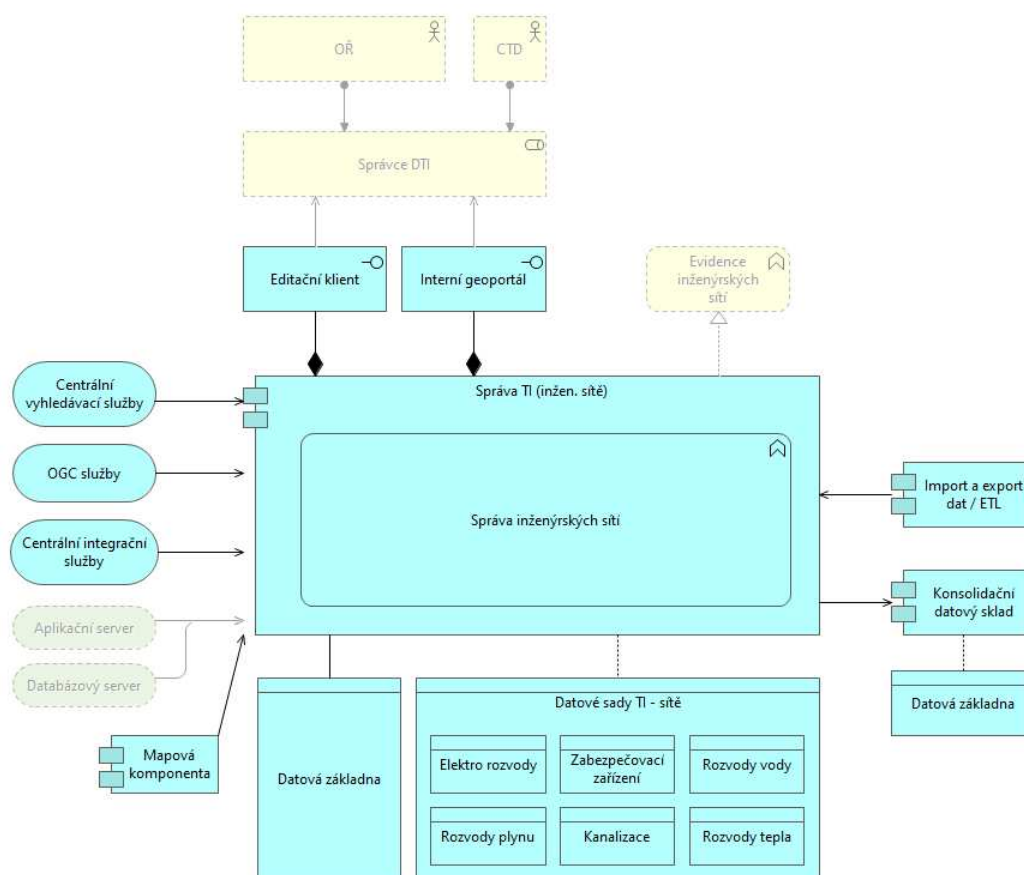 OŘ
CTD
Správce DTI
Editační klient
Interní geoportál
Evidence
inženýrských
sítí
Centrální
vyhledávací služby
OGC služby
Centrální integrační
služby
Aplikační server
Databázový server
Mapová
komponenta
Správa TI (inžen. sítě)
Správa inženýrských sítí
Import a export
dat / ETL
Konsolidační
datový sklad
Datová základna
Datová základna
Datové sady TI - sítě
Elektro rozvody
Zabezpečovací
zařízení
Rozvody vody
Rozvody plynu
Kanalizace
Rozvody tepla